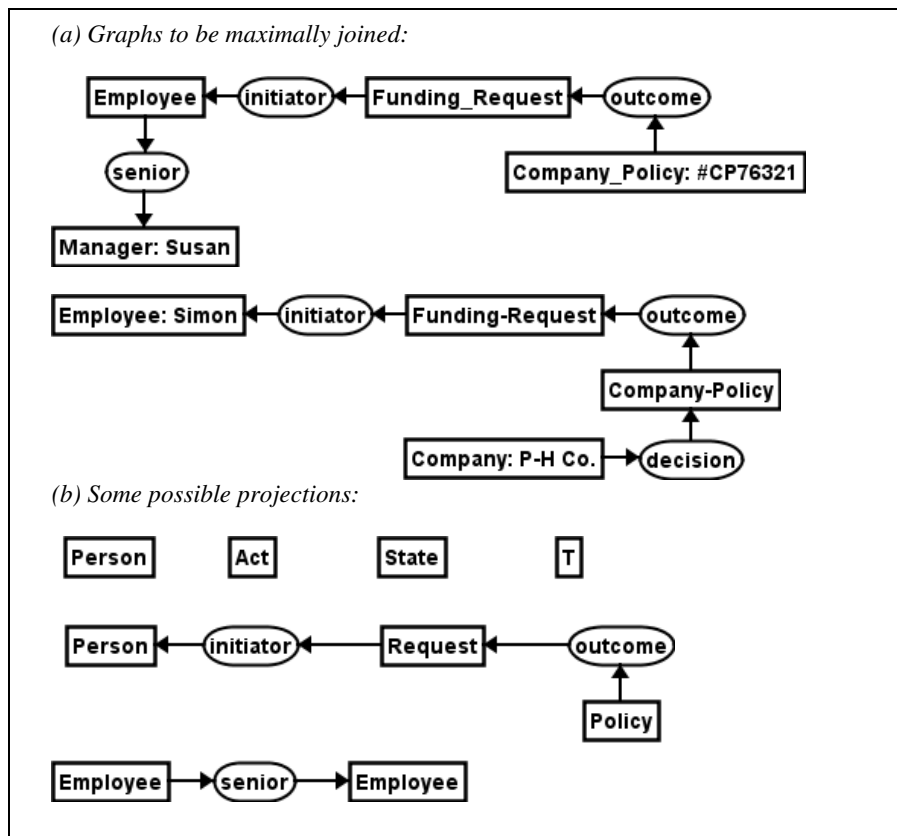 (a) Graphs to be maximally joined:
Employee initiator Funding_Request outcome
senior Company_Policy: #CP76321
Manager: Susan
Employee: Simon initiator Funding-Request outcome
Company-Policy
Company: P-H Co. decision
(b) Some possible projections:
Person Act State T
Person initiator Request outcome
Policy
Employee senior Employee